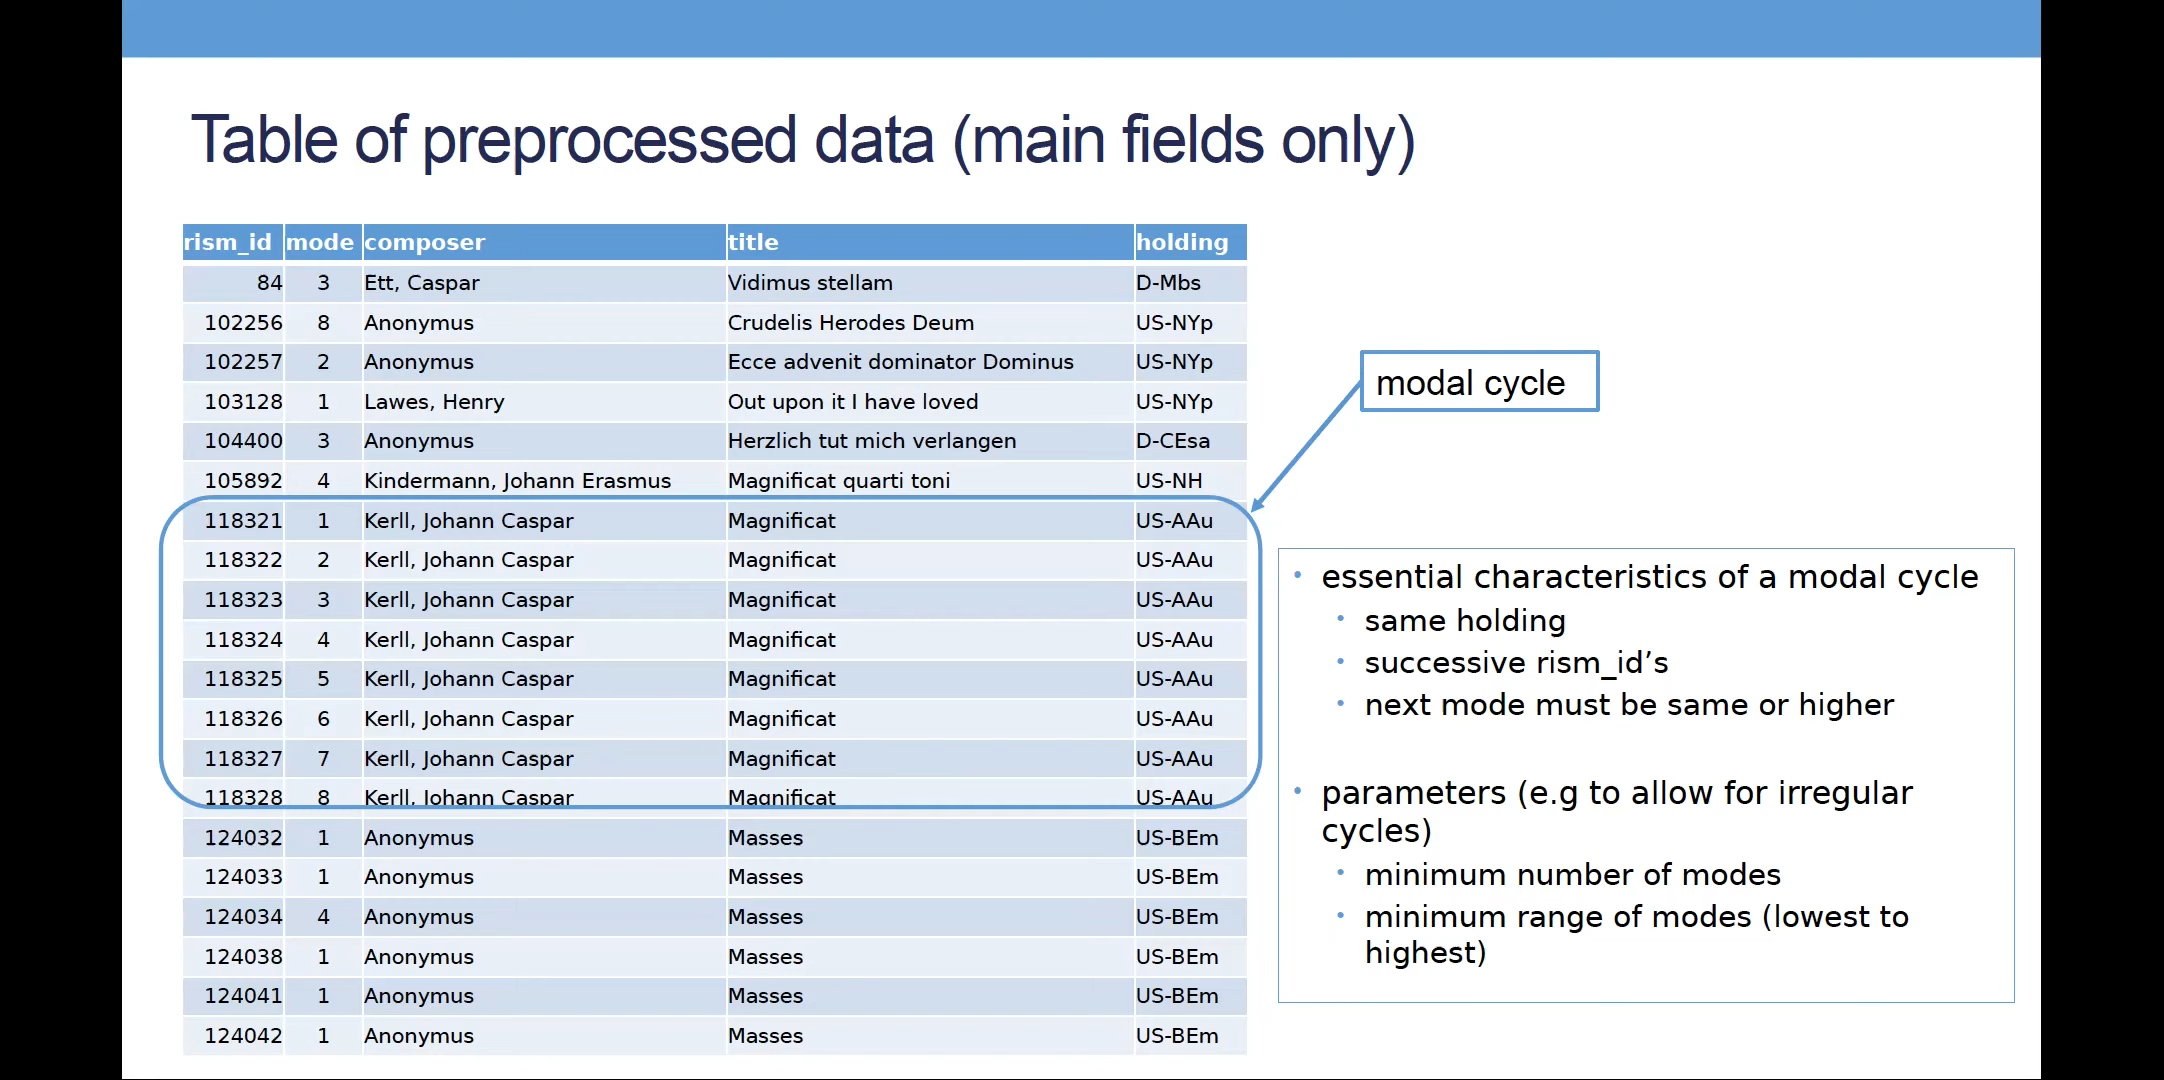 Table of preprocessed data (main fields only)
rism_id mode composer title holding
84 3 Ett, Caspar Vidimus stellam D-Mbs
102256 8 Anonymus Crudelis Herodes Deum US-NYp
102257 2 Anonymus Ecce advenit dominator Dominus US-NYp
103128 1 Lawes, Henry Out upon it I have loved US-NYp
104400 3 Anonymus Herzlich tut mich verlangen D-CEsa
105892 4 Kindermann, Johann Erasmus Magnificat quarti toni US-NH
118321 1 Kerll, Johann Caspar Magnificat US-AAu
118322 2 Kerll, Johann Caspar Magnificat US-AAu
118323 3 Kerll, Johann Caspar Magnificat US-AAu
118324 4 Kerll, Johann Caspar Magnificat US-AAu
118325 5 Kerll, Johann Caspar Magnificat US-AAu
118326 6 Kerll, Johann Caspar Magnificat US-AAu
118327 7 Kerll, Johann Caspar Magnificat US-AAu
118328 8 Kerll, Johann Caspar Magnificat US-AAu
124032 1 Anonymus Masses US-BEm
124033 1 Anonymus Masses US-BEm
124034 4 Anonymus Masses US-BEm
124038 1 Anonymus Masses US-BEm
124041 1 Anonymus Masses US-BEm
124042 1 Anonymus Masses US-BEm
modal cycle
• essential characteristics of a modal cycle
• same holding
• successive rism_id’s
• next mode must be same or higher
• parameters (e.g to allow for irregular
cycles)
• minimum number of modes
• minimum range of modes (lowest to
highest)